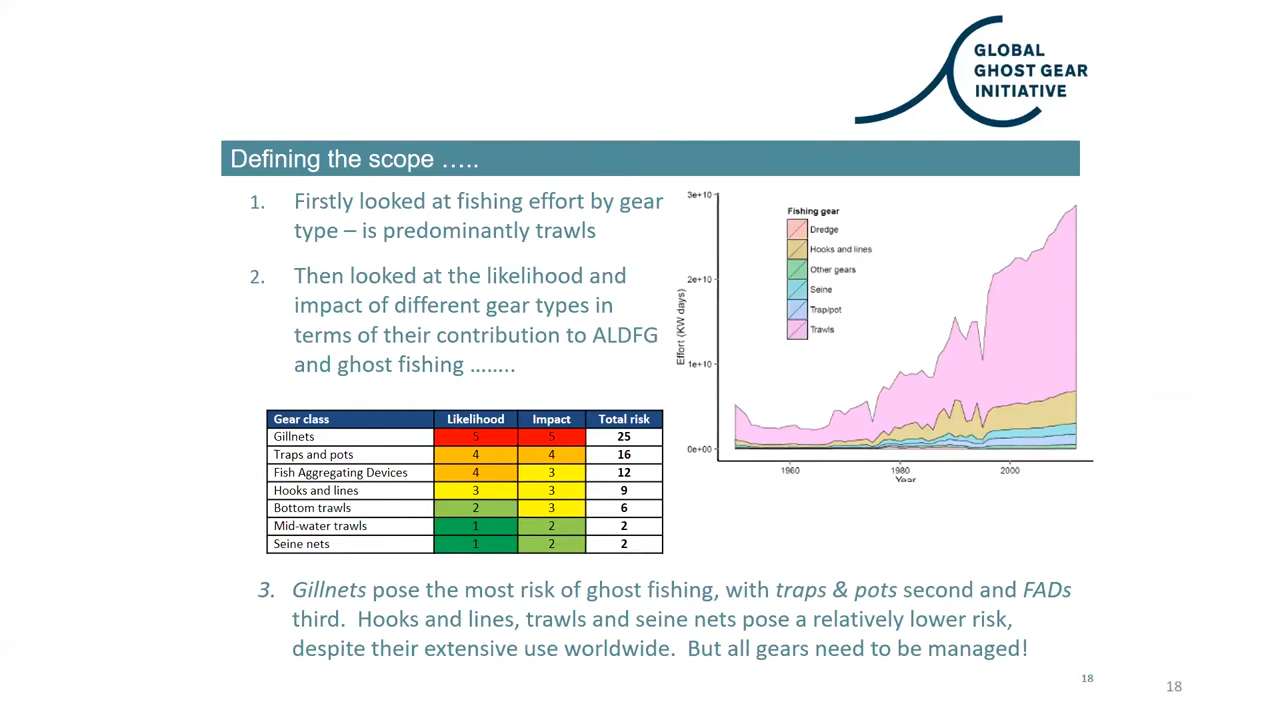 GLOBAL
GHOST GEAR
INITIATIVE
Defining the scope …..
1. Firstly looked at fishing effort by gear
type – is predominantly trawls
2. Then looked at the likelihood and
impact of different gear types in
terms of their contribution to ALDFG
and ghost fishing ……..
3e+10
2e+10
1e+10
0e+00
Effort (KW days)
Fishing gear
Dredge
Hooks and lines
Other gears
Seine
Trap/pot
Trawls
1960 1980 2000
Year
Gear class Likelihood Impact Total risk
Gillnets 5 5 25
Traps and pots 4 4 16
Fish Aggregating Devices 4 3 12
Hooks and lines 3 3 9
Bottom trawls 2 3 6
Mid-water trawls 1 2 2
Seine nets 1 2 2
3. Gillnets pose the most risk of ghost fishing, with traps & pots second and FADs
third. Hooks and lines, trawls and seine nets pose a relatively lower risk,
despite their extensive use worldwide. But all gears need to be managed!
18
18